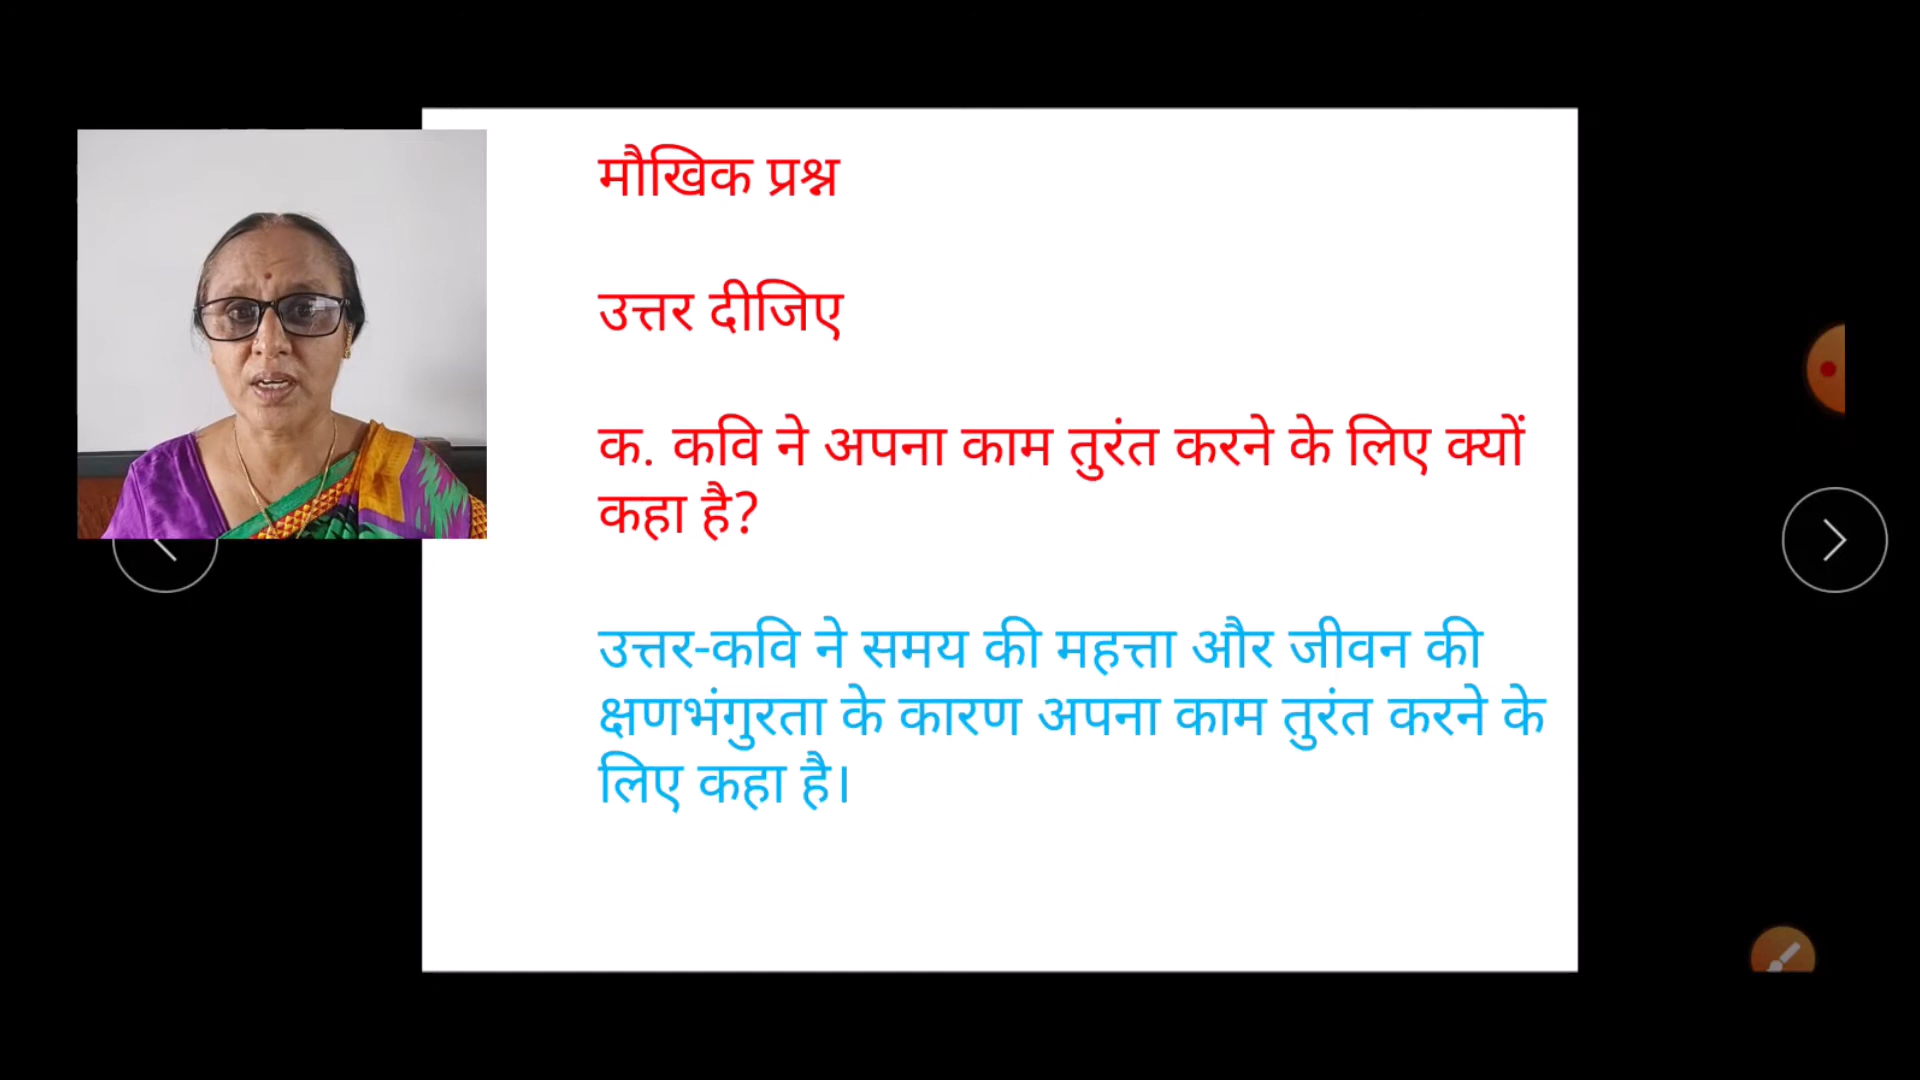 मौखिक प्रश्न
उत्तर दीजिए
क. कवि ने अपना काम तुरंत करने के लिए क्यों
कहा है?
उत्तर-कवि ने समय की महत्ता और जीवन की
क्षणभंगुरता के कारण अपना काम तुरंत करने के
लिए कहा है।